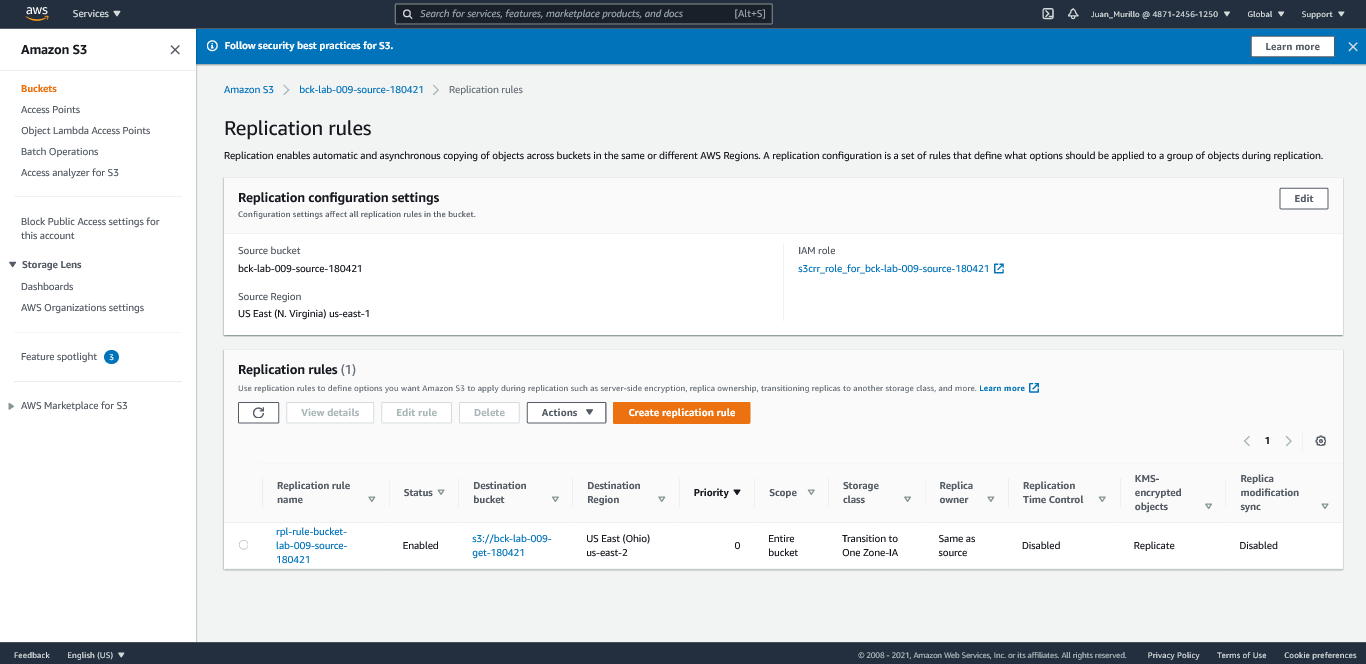 aws
Services ▼
Search for services, features, marketplace products, and docs [Alt+S]
Juan_Murillo @ 4871-2456-1250 ▼
Global ▼
Support ▼
Amazon S3
Buckets
Access Points
Object Lambda Access Points
Batch Operations
Access analyzer for S3
Block Public Access settings for
this account
Storage Lens
Dashboards
AWS Organizations settings
Feature spotlight 3
AWS Marketplace for S3
Follow security best practices for S3.
Learn more
Amazon S3 > bck-lab-009-source-180421 > Replication rules
Replication rules
Replication enables automatic and asynchronous copying of objects across buckets in the same or different AWS Regions. A replication configuration is a set of rules that define what options should be applied to a group of objects during replication.
Replication configuration settings
Edit
Configuration settings affect all replication rules in the bucket.
Source bucket
bck-lab-009-source-180421
Source Region
US East (N. Virginia) us-east-1
IAM role
s3crr_role_for_bck-lab-009-source-180421
Replication rules (1)
Use replication rules to define options you want Amazon S3 to apply during replication such as server-side encryption, replica ownership, transitioning replicas to another storage class, and more. Learn more
View details
Edit rule
Delete
Actions ▼
Create replication rule
< 1 >
Replication rule
name
Status
Destination
bucket
Destination
Region
Priority ▼
Scope
Storage
class
Replica
owner
Replication
Time Control
KMS-
encrypted
objects
Replica
modification
sync
rpl-rule-bucket-
lab-009-source-
180421
Enabled
s3://bck-lab-009-
get-180421
US East (Ohio)
us-east-2
0
Entire
bucket
Transition to
One Zone-IA
Same as
source
Disabled
Replicate
Disabled
Feedback
English (US) ▼
© 2008 - 2021, Amazon Web Services, Inc. or its affiliates. All rights reserved.
Privacy Policy
Terms of Use
Cookie preferences